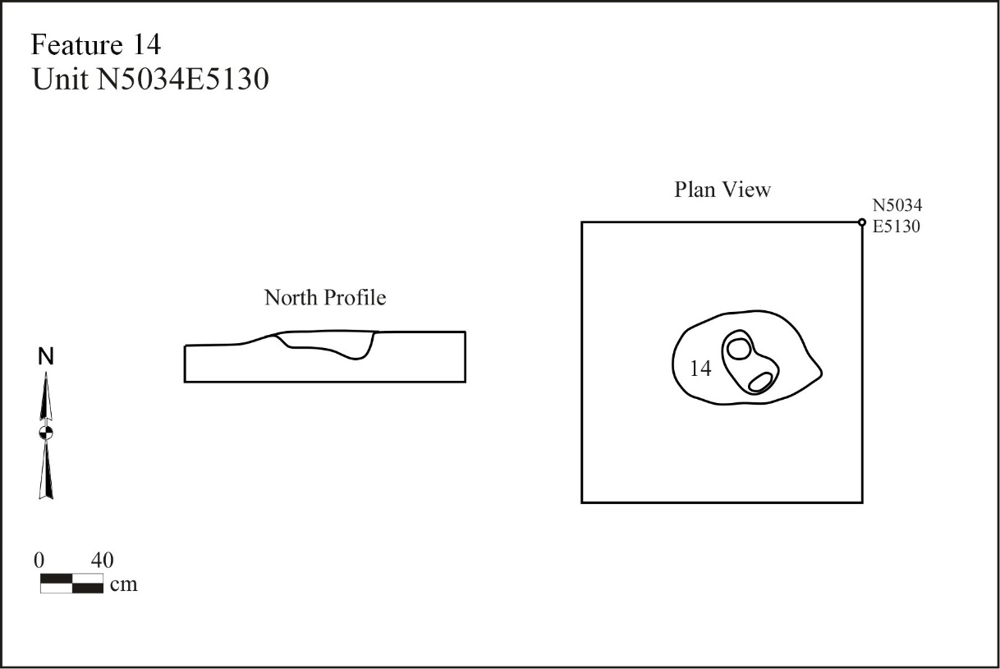 Feature 14
Unit N5034E5130
Plan View
N5034
E5130
North Profile
14
N
0 40
cm